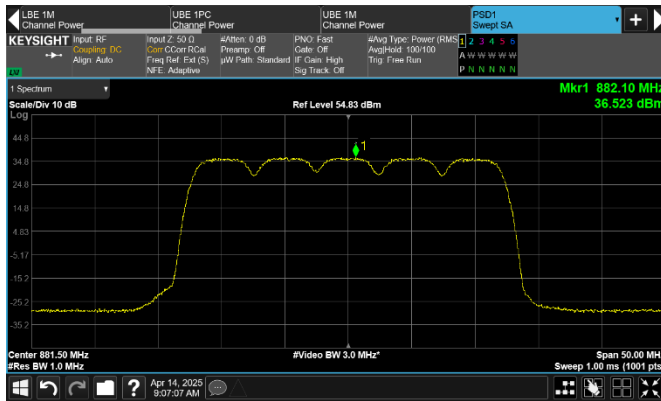 LBE 1M
Channel Power
UBE 1PC
Channel Power
UBE 1M
Channel Power
PSD1
Swept SA
KEYSIGHT
Input: RF
Coupling: DC
Align: Auto
Input Z: 50 Ω
Corr CCorr RCal
Freq Ref: Ext (S)
NFE: Adaptive
#Atten: 0 dB
Preamp: Off
µW Path: Standard
PNO: Fast
Gate: Off
IF Gain: High
Sig Track: Off
#Avg Type: Power (RMS
Avg|Hold: 100/100
Trig: Free Run
1 2 3 4 5 6
A W W W W W
P N N N N N
LXI
1 Spectrum
Mkr1 882.10 MHz
Scale/Div 10 dB
Ref Level 54.83 dBm
36.523 dBm
Log
1
44.8
34.8
24.8
14.8
4.83
-5.17
-15.2
-25.2
-35.2
Center 881.50 MHz
#Video BW 3.0 MHz*
Span 50.00 MHz
#Res BW 1.0 MHz
Sweep 1.00 ms (1001 pts
Apr 14, 2025
9:07:07 AM